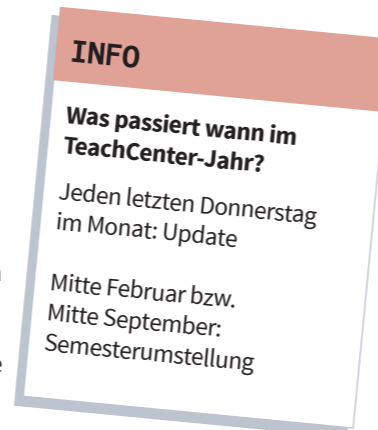 INFO
Was passiert wann im
TeachCenter-Jahr?
Jeden letzten Donnerstag
im Monat: Update
Mitte Februar bzw.
Mitte September:
Semesterumstellung